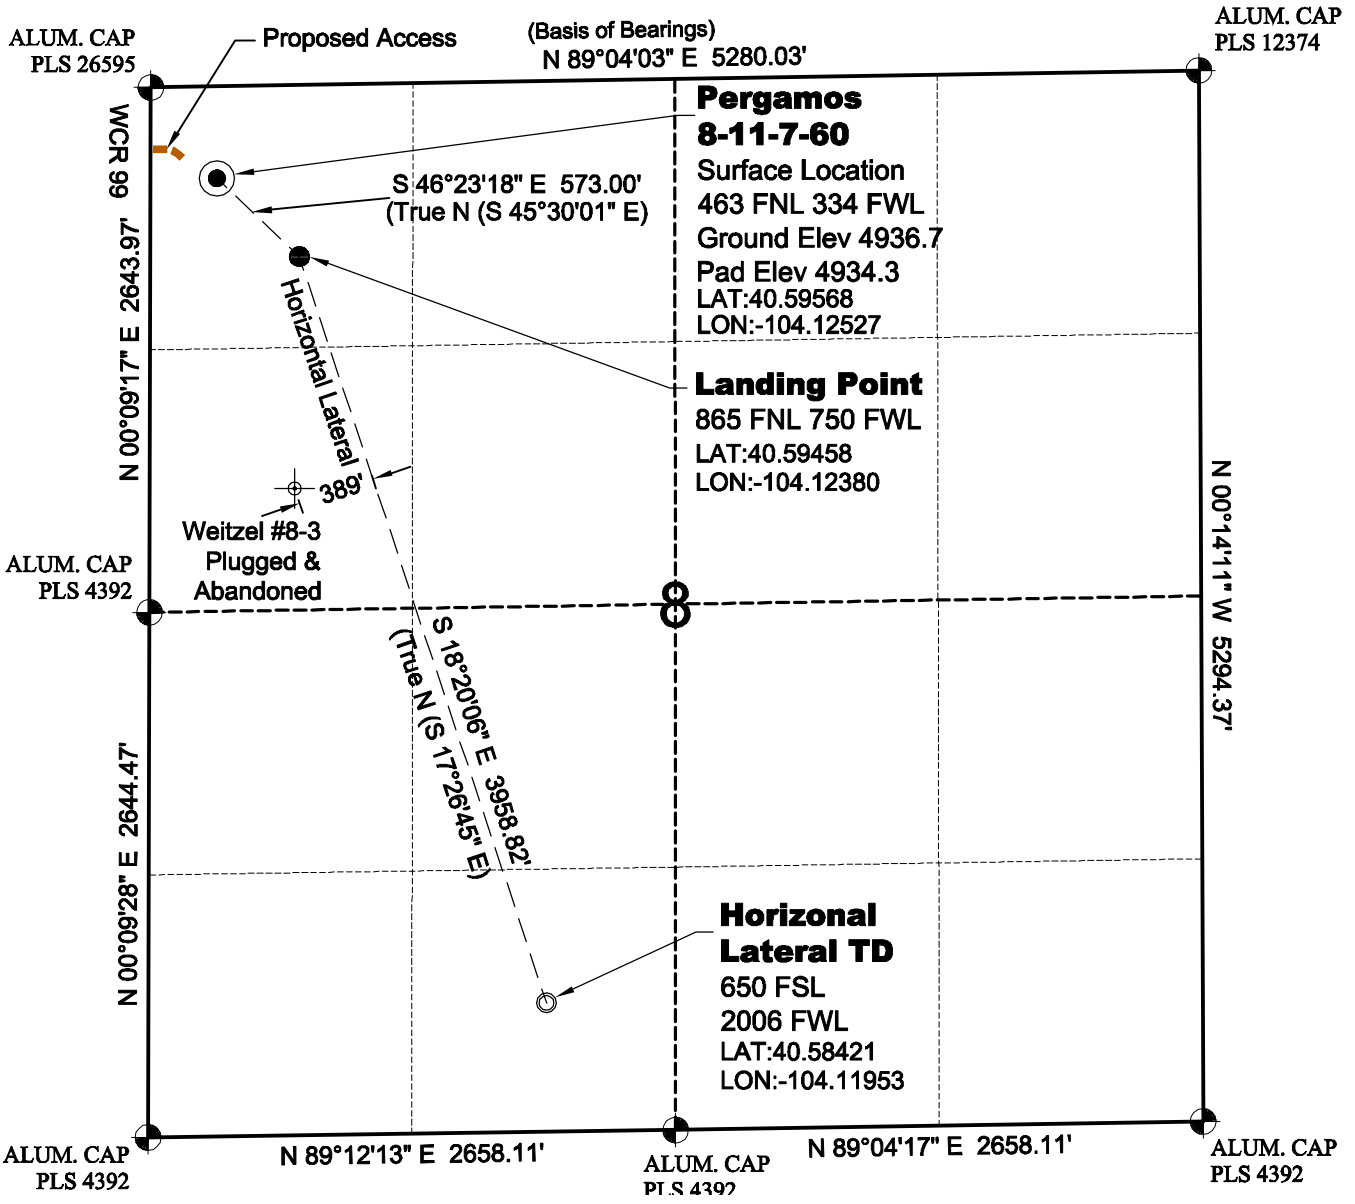 ALUM. CAP
PLS 26595
Proposed Access
(Basis of Bearings)
N 89°04'03" E  5280.03'
ALUM. CAP
PLS 12374
WCR 99
N 00°09'17" E  2643.97'
S 46°23'18" E  573.00'
(True N (S 45°30'01" E)
Pergamos
8-11-7-60
Surface Location
463 FNL 334 FWL
Ground Elev 4936.7
Pad Elev 4934.3
LAT:40.59568
LON:-104.12527
Horizontal Lateral
Landing Point
865 FNL 750 FWL
LAT:40.59458
LON:-104.12380
389'
Weitzel #8-3
Plugged &
Abandoned
ALUM. CAP
PLS 4392
8
N 00°14'11" W  5294.37'
S 18°20'06" E  3958.82'
(True N (S 17°26'45" E)
N 00°09'28" E  2644.47'
Horizonal
Lateral TD
650 FSL
2006 FWL
LAT:40.58421
LON:-104.11953
ALUM. CAP
PLS 4392
N 89°12'13" E  2658.11'
ALUM. CAP
PLS 4392
N 89°04'17" E  2658.11'
ALUM. CAP
PLS 4392